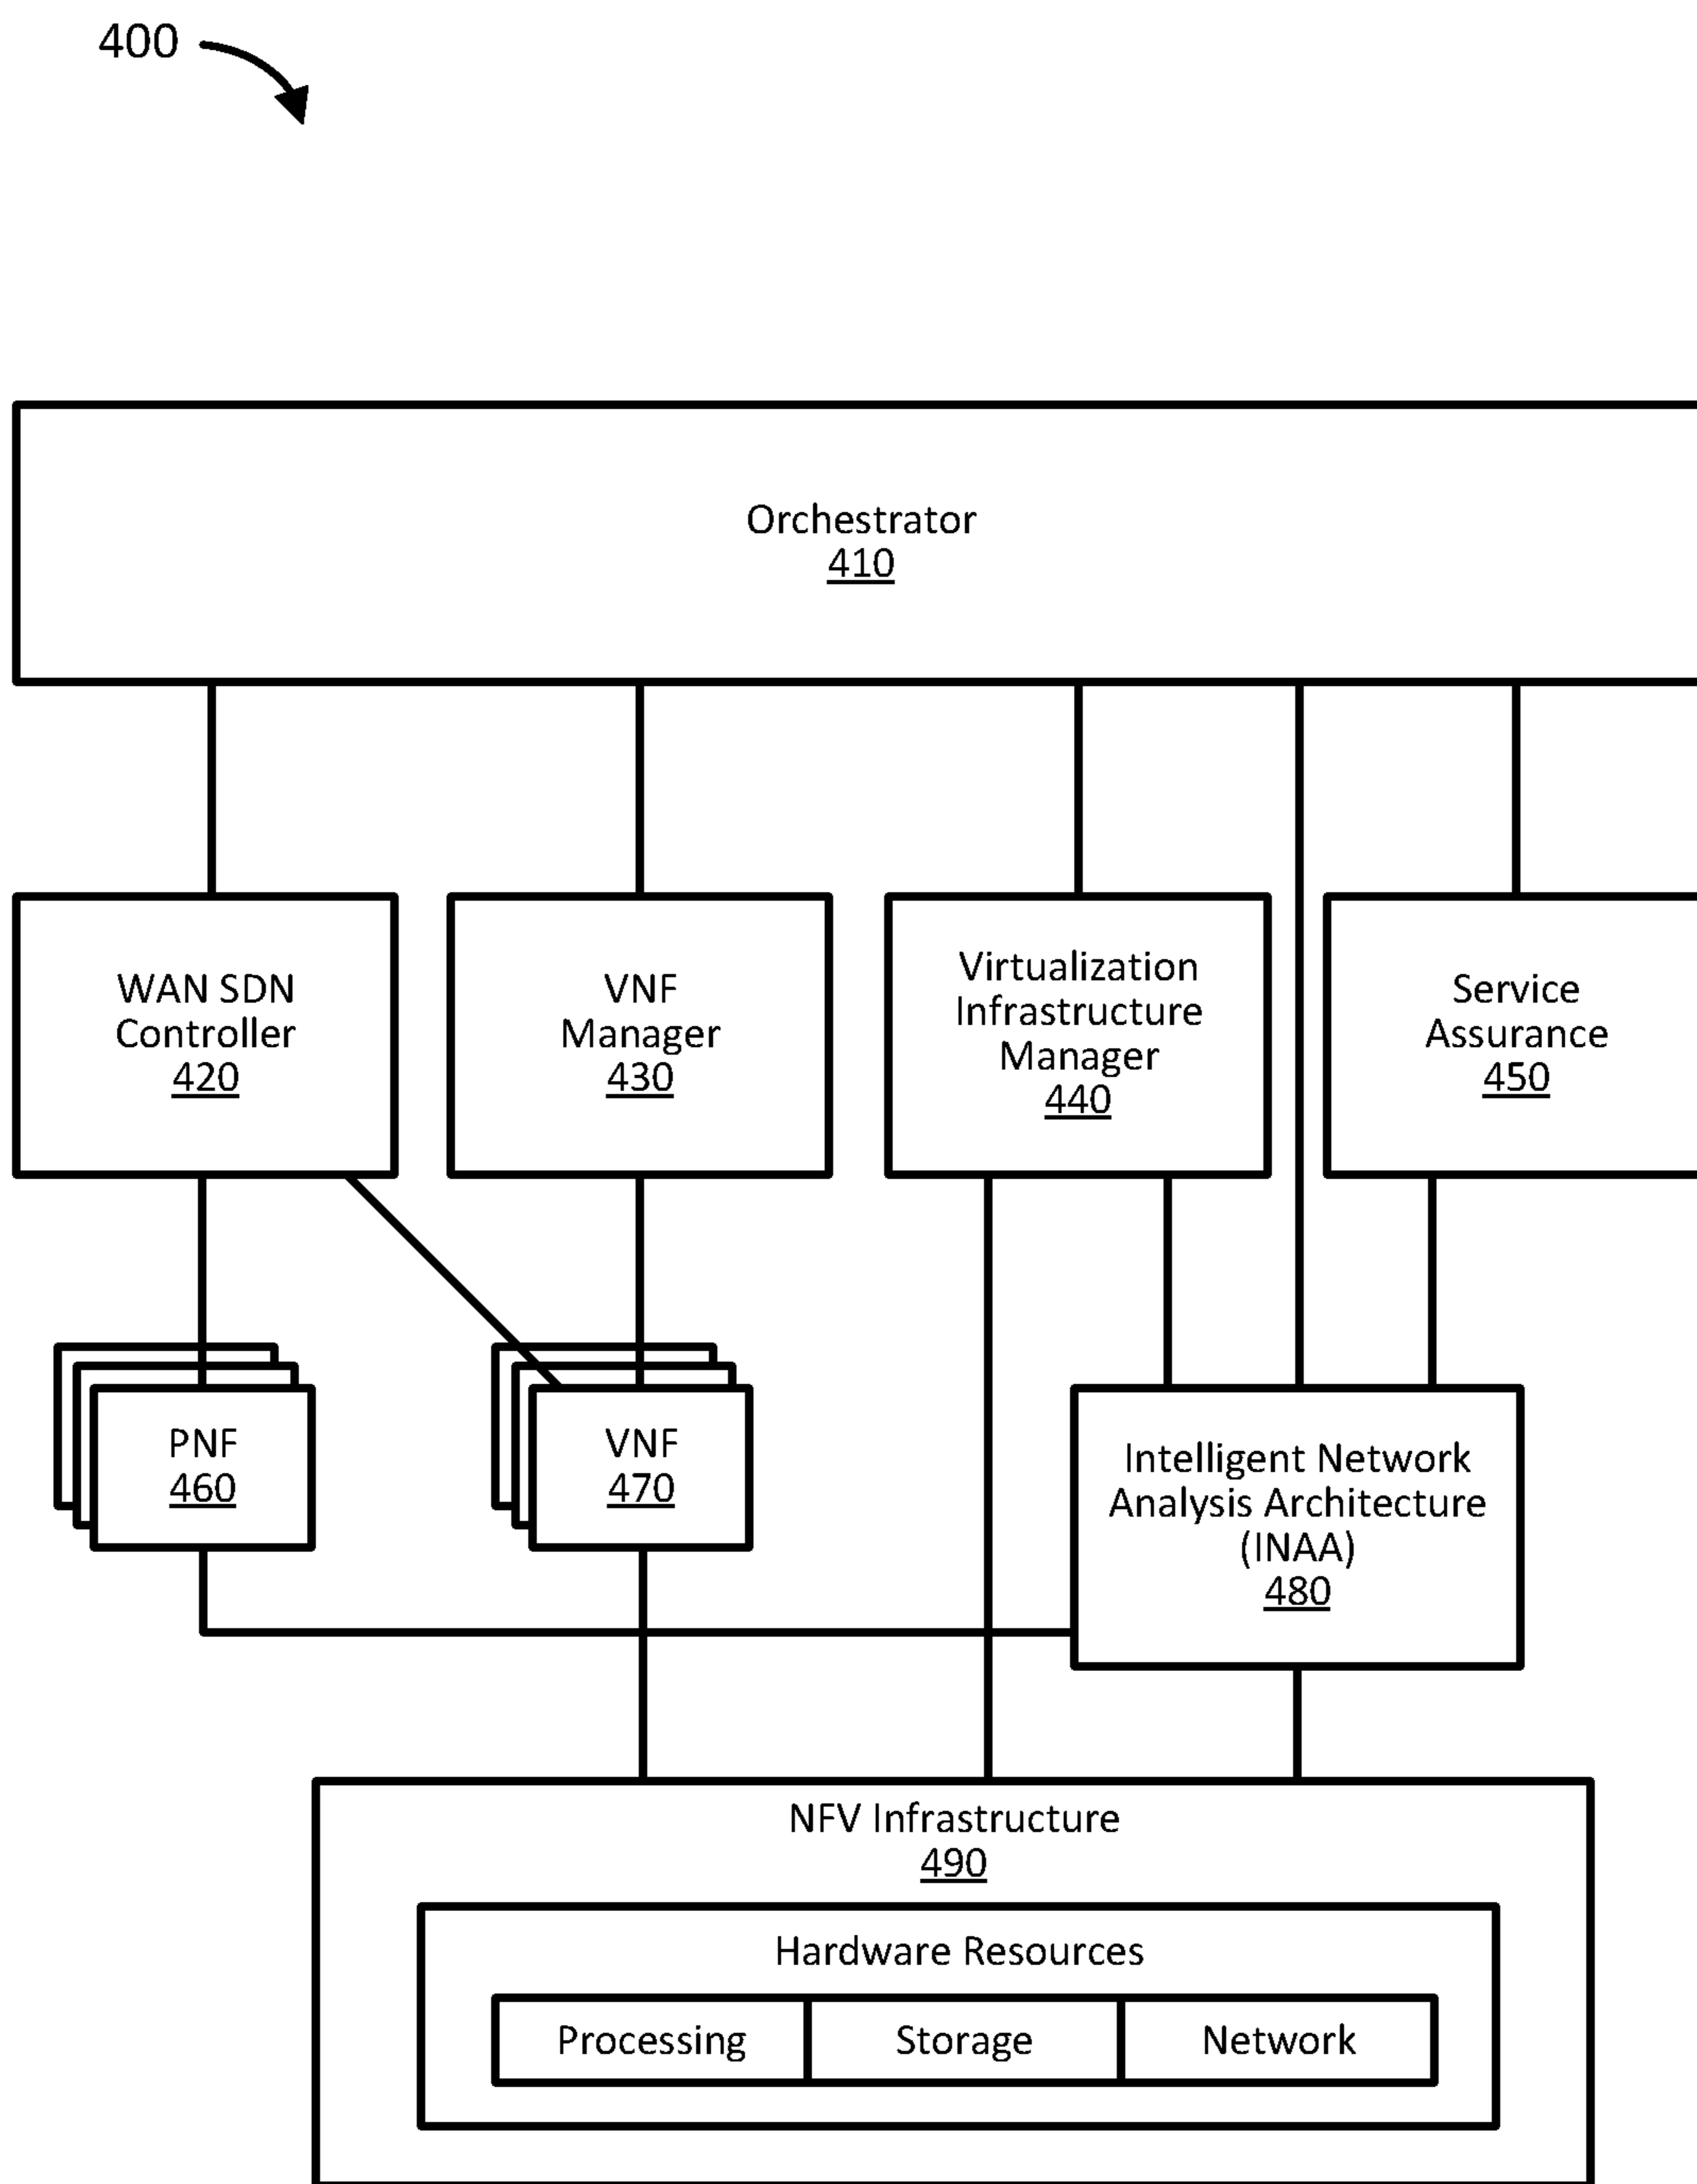 400
Orchestrator
410
WAN SDN
Controller
420
VNF
Manager
430
Virtualization
Infrastructure
Manager
440
Service
Assurance
450
PNF
460
VNF
470
Intelligent Network
Analysis Architecture
(INAA)
480
NFV Infrastructure
490
Hardware Resources
Processing
Storage
Network